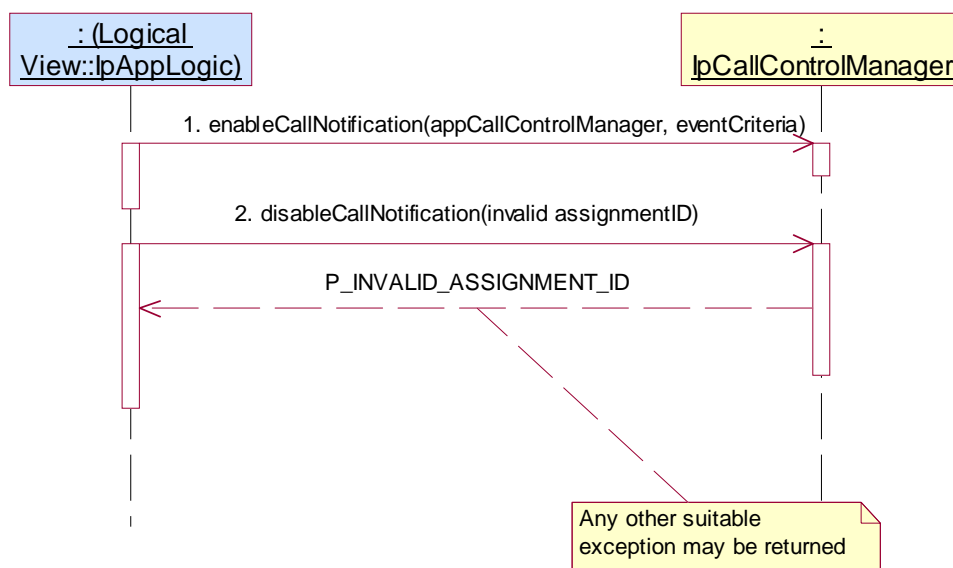 : (Logical
View::IpAppLogic)
:
IpCallControlManager
1. enableCallNotification(appCallControlManager, eventCriteria)
2. disableCallNotification(invalid assignmentID)
P_INVALID_ASSIGNMENT_ID
Any other suitable
exception may be returned